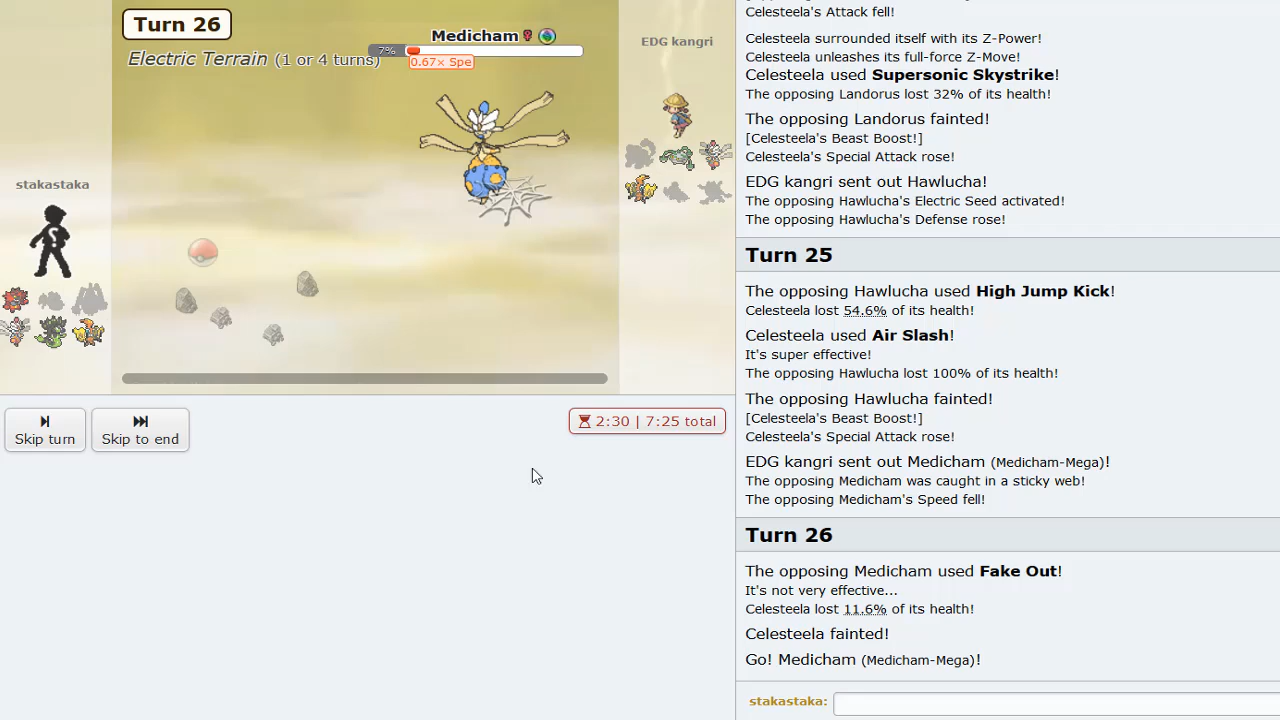 Turn 26
Electric Terrain (1 or 4 turns)
Medicham
7%
0.67× Spe
EDG kangri
stakastaka
Skip turn
Skip to end
2:30 | 7:25 total
Celesteela's Attack fell!
Celesteela surrounded itself with its Z-Power!
Celesteela unleashes its full-force Z-Move!
Celesteela used Supersonic Skystrike!
The opposing Landorus lost 32% of its health!
The opposing Landorus fainted!
[Celesteela's Beast Boost!]
Celesteela's Special Attack rose!
EDG kangri sent out Hawlucha!
The opposing Hawlucha's Electric Seed activated!
The opposing Hawlucha's Defense rose!
Turn 25
The opposing Hawlucha used High Jump Kick!
Celesteela lost 54.6% of its health!
Celesteela used Air Slash!
It's super effective!
The opposing Hawlucha lost 100% of its health!
The opposing Hawlucha fainted!
[Celesteela's Beast Boost!]
Celesteela's Special Attack rose!
EDG kangri sent out Medicham (Medicham-Mega)!
The opposing Medicham was caught in a sticky web!
The opposing Medicham's Speed fell!
Turn 26
The opposing Medicham used Fake Out!
It's not very effective...
Celesteela lost 11.6% of its health!
Celesteela fainted!
Go! Medicham (Medicham-Mega)!
stakastaka: